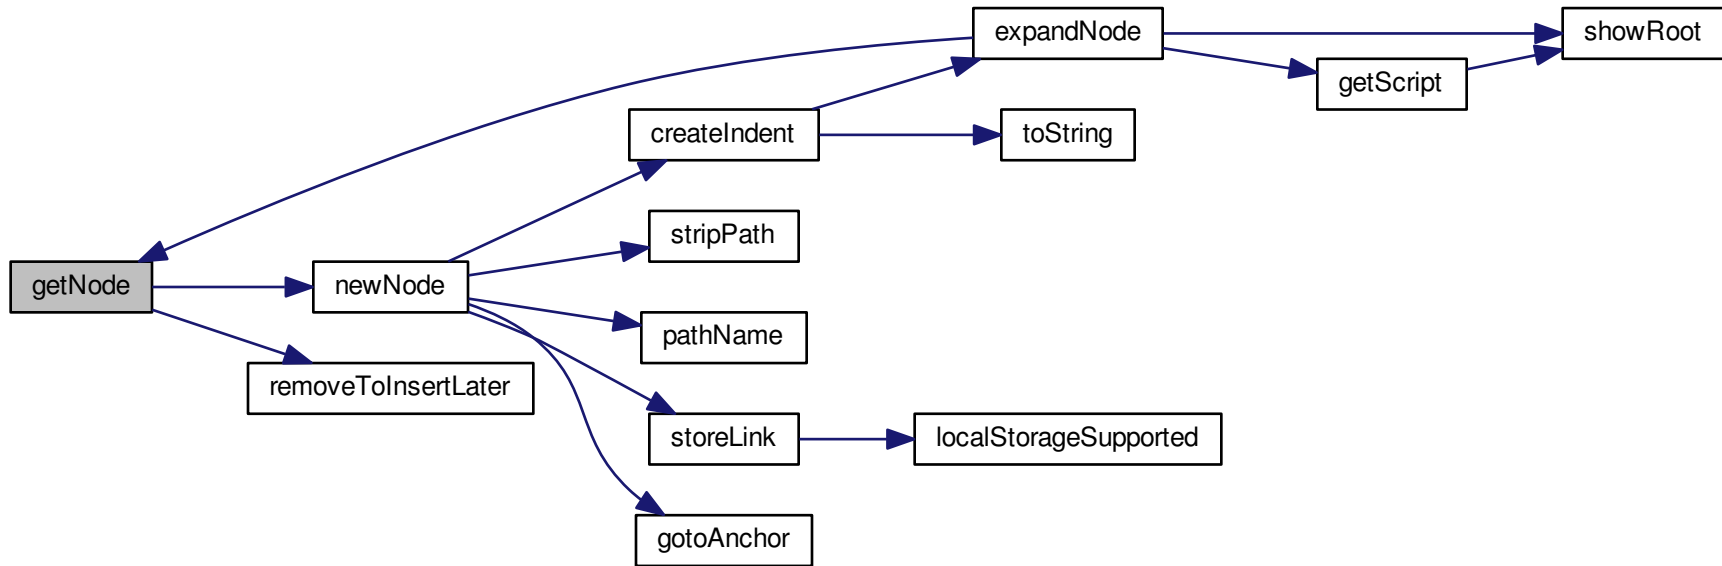 expandNode
showRoot
getScript
createIndent
toString
stripPath
getNode
newNode
pathName
removeToInsertLater
storeLink
localStorageSupported
gotoAnchor